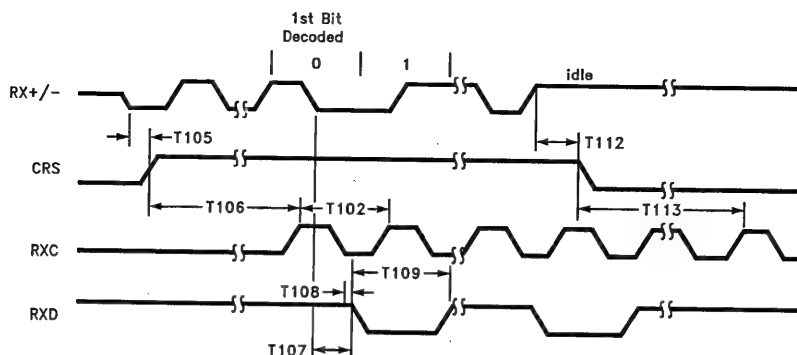 1st Bit
Decoded
0 1
idle
RX+/-
T105
T112
CRS
T106
T102
T113
RXC
T109
T108
RXD
T107